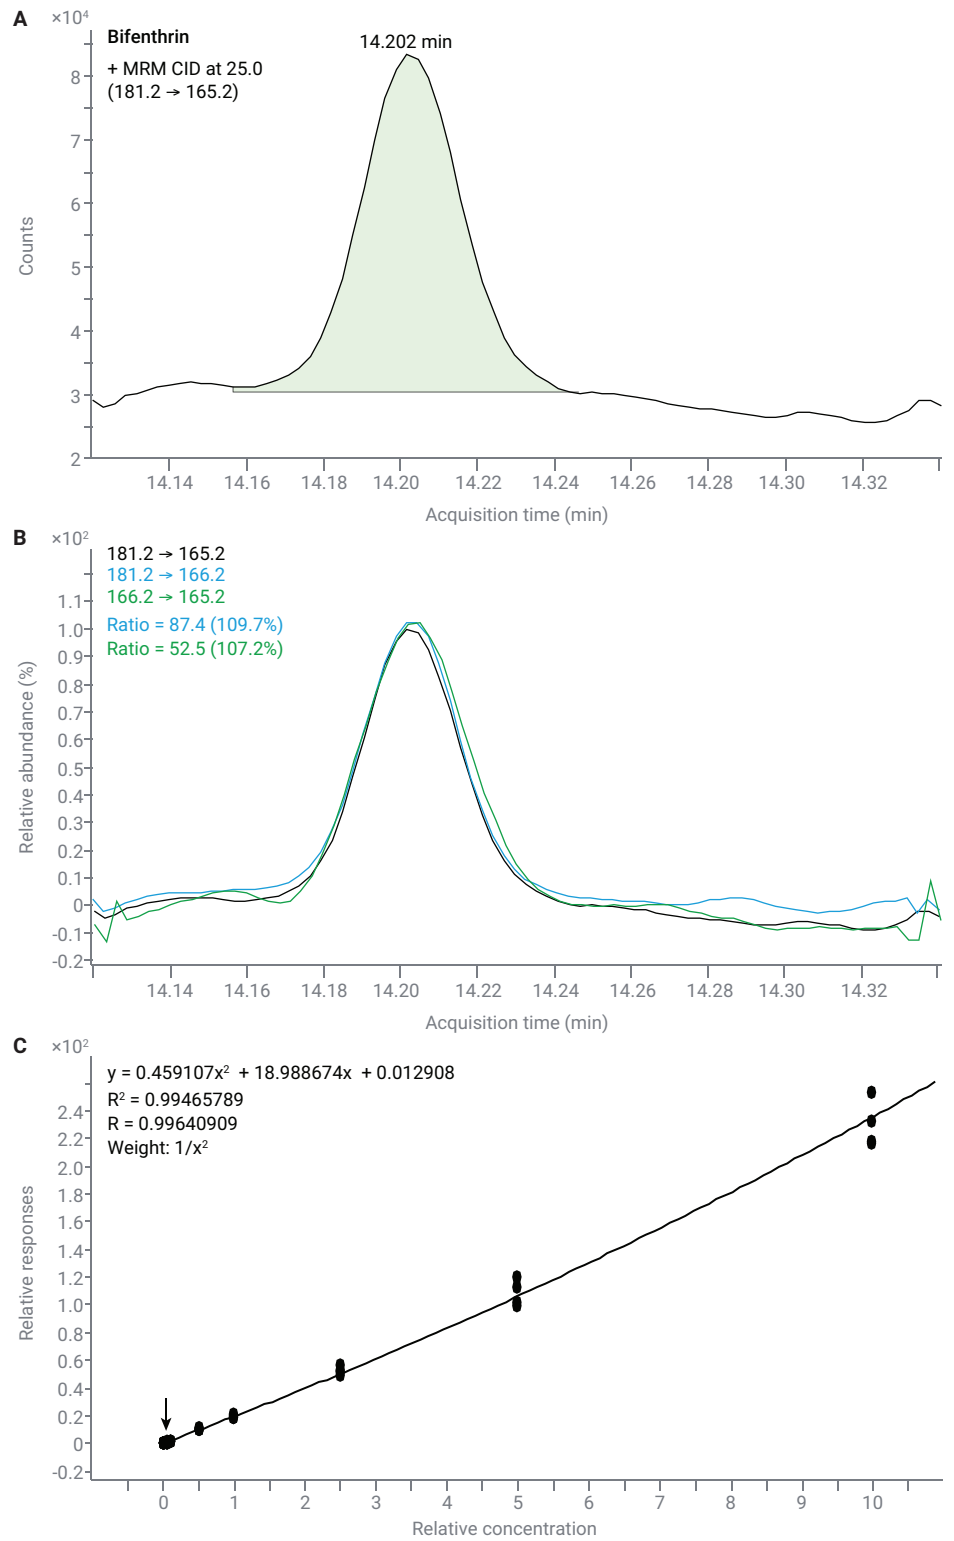 A
×10⁴
Bifenthrin
+ MRM CID at 25.0
(181.2 → 165.2)
14.202 min
8
7
6
5
4
3
2
Counts
14.14 14.16 14.18 14.20 14.22 14.24 14.26 14.28 14.30 14.32
Acquisition time (min)
B
×10²
181.2 → 165.2
181.2 → 166.2
166.2 → 165.2
Ratio = 87.4 (109.7%)
Ratio = 52.5 (107.2%)
1.1
1.0
0.9
0.8
0.7
0.6
0.5
0.4
0.3
0.2
0.1
0
-0.1
-0.2
Relative abundance (%)
14.14 14.16 14.18 14.20 14.22 14.24 14.26 14.28 14.30 14.32
Acquisition time (min)
C
×10²
y = 0.459107x² + 18.988674x + 0.012908
R² = 0.99465789
R = 0.99640909
Weight: 1/x²
2.4
2.2
2.0
1.8
1.6
1.4
1.2
1.0
0.8
0.6
0.4
0.2
0
-0.2
Relative responses
0 1 2 3 4 5 6 7 8 9 10
Relative concentration